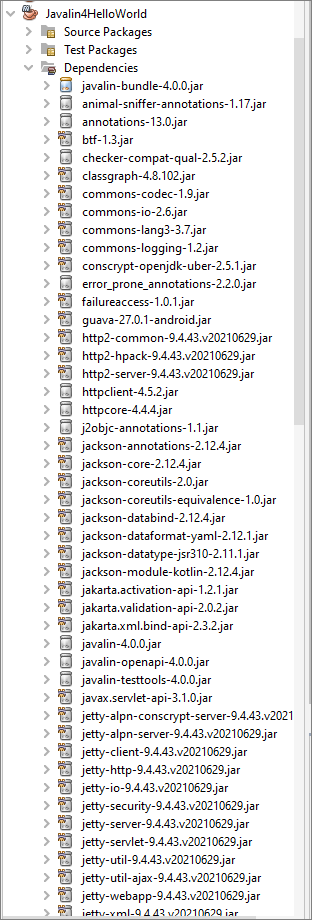 Javalin4HelloWorld
Source Packages
Test Packages
Dependencies
javalin-bundle-4.0.0.jar
animal-sniffer-annotations-1.17.jar
annotations-13.0.jar
btf-1.3.jar
checker-compat-qual-2.5.2.jar
classgraph-4.8.102.jar
commons-codec-1.9.jar
commons-io-2.6.jar
commons-lang3-3.7.jar
commons-logging-1.2.jar
conscrypt-openjdk-uber-2.5.1.jar
error_prone_annotations-2.2.0.jar
failureaccess-1.0.1.jar
guava-27.0.1-android.jar
http2-common-9.4.43.v20210629.jar
http2-hpack-9.4.43.v20210629.jar
http2-server-9.4.43.v20210629.jar
httpclient-4.5.2.jar
httpcore-4.4.4.jar
j2objc-annotations-1.1.jar
jackson-annotations-2.12.4.jar
jackson-core-2.12.4.jar
jackson-coreutils-2.0.jar
jackson-coreutils-equivalence-1.0.jar
jackson-databind-2.12.4.jar
jackson-dataformat-yaml-2.12.1.jar
jackson-datatype-jsr310-2.11.1.jar
jackson-module-kotlin-2.12.4.jar
jakarta.activation-api-1.2.1.jar
jakarta.validation-api-2.0.2.jar
jakarta.xml.bind-api-2.3.2.jar
javalin-4.0.0.jar
javalin-openapi-4.0.0.jar
javalin-testtools-4.0.0.jar
javax.servlet-api-3.1.0.jar
jetty-alpn-conscrypt-server-9.4.43.v2021
jetty-alpn-server-9.4.43.v20210629.jar
jetty-client-9.4.43.v20210629.jar
jetty-http-9.4.43.v20210629.jar
jetty-io-9.4.43.v20210629.jar
jetty-security-9.4.43.v20210629.jar
jetty-server-9.4.43.v20210629.jar
jetty-servlet-9.4.43.v20210629.jar
jetty-util-9.4.43.v20210629.jar
jetty-util-ajax-9.4.43.v20210629.jar
jetty-webapp-9.4.43.v20210629.jar
jetty-xml-9.4.43.v20210629.jar